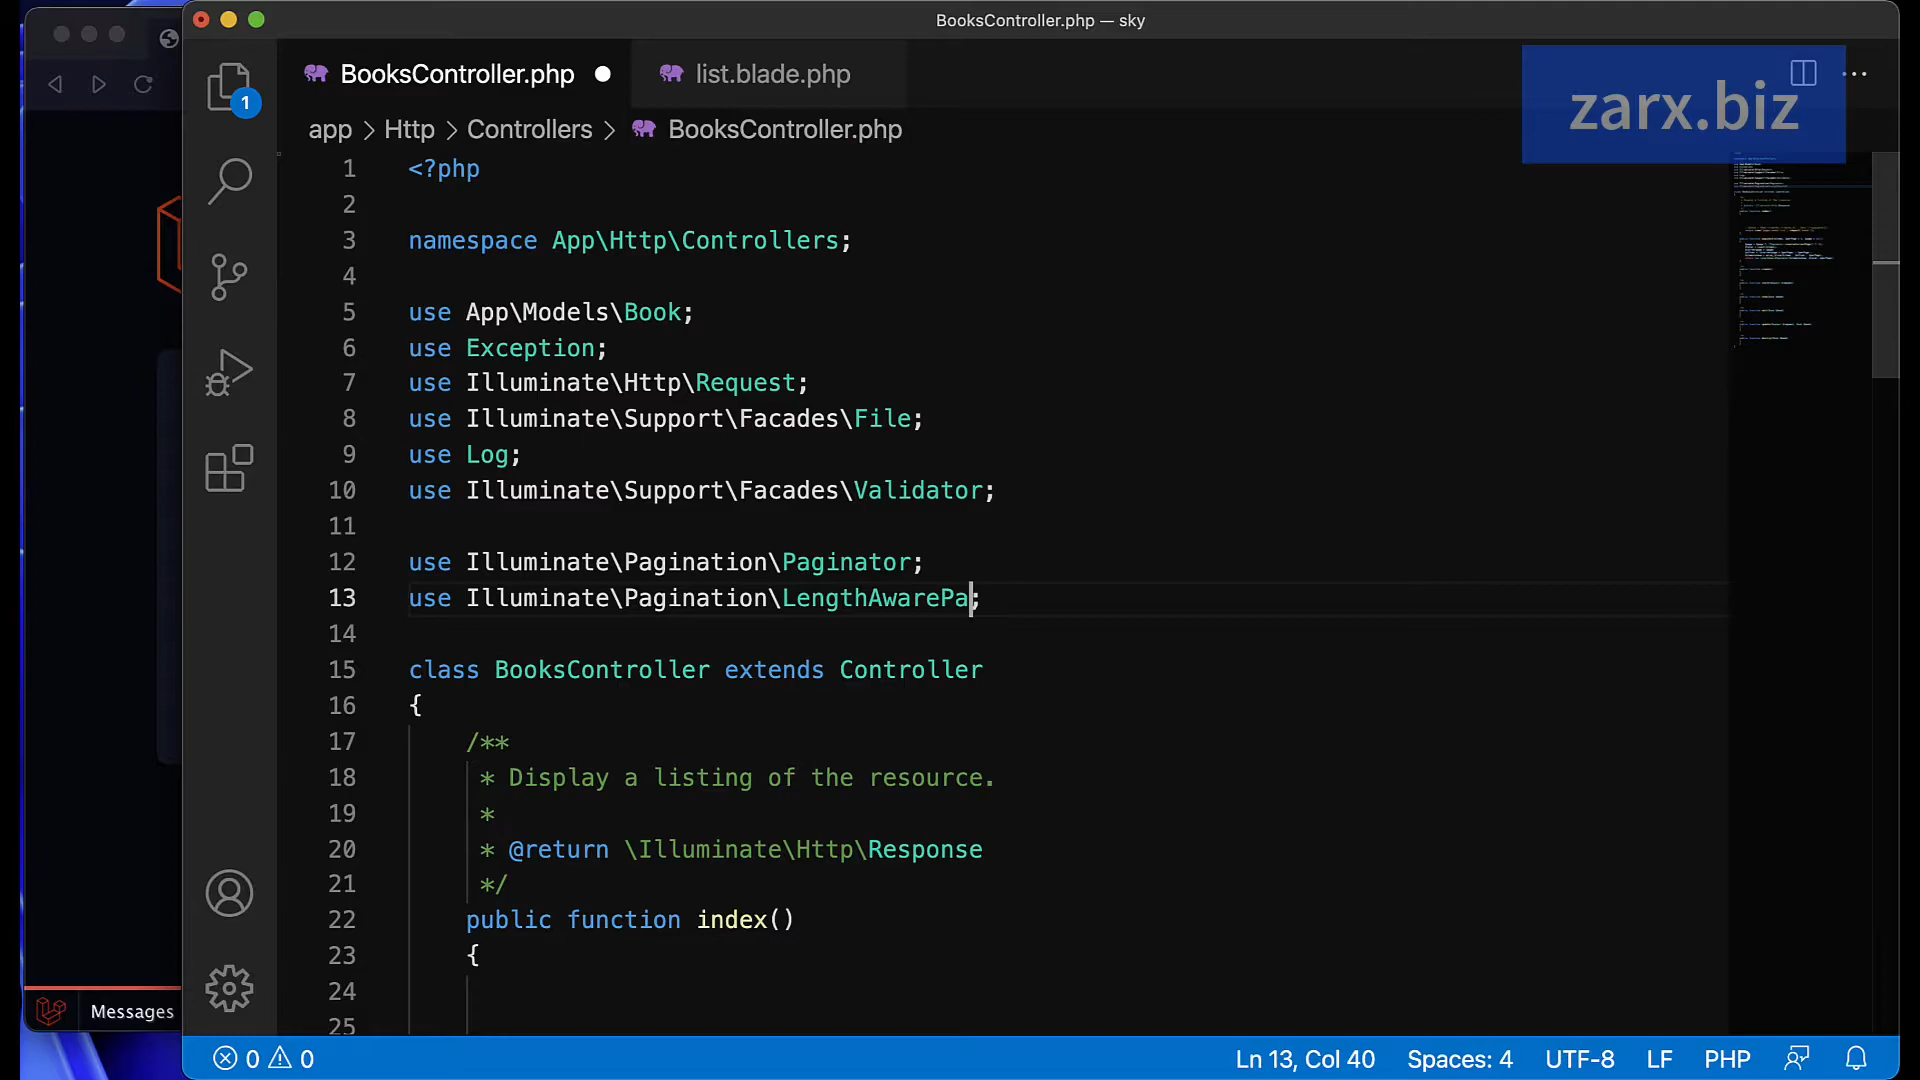 BooksController.php — sky
BooksController.php
list.blade.php
zarx.biz
app > Http > Controllers > BooksController.php
1
1 <?php
2
3 namespace App\Http\Controllers;
4
5 use App\Models\Book;
6 use Exception;
7 use Illuminate\Http\Request;
8 use Illuminate\Support\Facades\File;
9 use Log;
10 use Illuminate\Support\Facades\Validator;
11
12 use Illuminate\Pagination\Paginator;
13 use Illuminate\Pagination\LengthAwarePa;
14
15 class BooksController extends Controller
16 {
17 /**
18 * Display a listing of the resource.
19 *
20 * @return \Illuminate\Http\Response
21 */
22 public function index()
23 {
24
25
Messages
0 0
Ln 13, Col 40 Spaces: 4 UTF-8 LF PHP